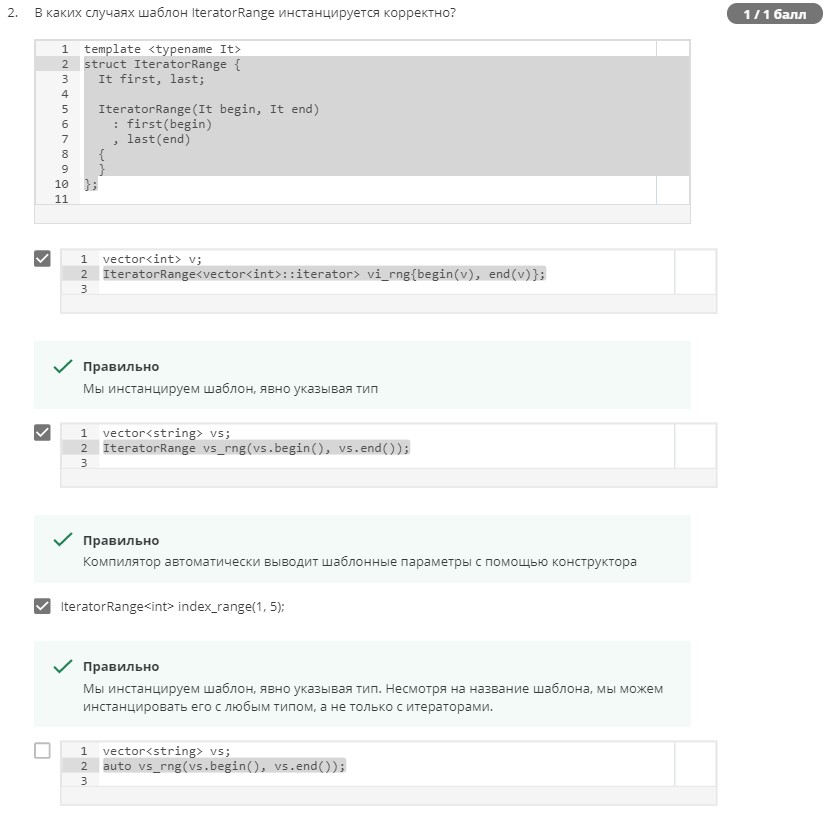 2. В каких случаях шаблон IteratorRange инстанцируется корректно?
1 / 1 балл
1 template <typename It>
2 struct IteratorRange {
3   It first, last;
4
5   IteratorRange(It begin, It end)
6     : first(begin)
7     , last(end)
8   {
9   }
10 };
11
1 vector<int> v;
2 IteratorRange<vector<int>::iterator> vi_rng{begin(v), end(v)};
3
Правильно
Мы инстанцируем шаблон, явно указывая тип
1 vector<string> vs;
2 IteratorRange vs_rng(vs.begin(), vs.end());
3
Правильно
Компилятор автоматически выводит шаблонные параметры с помощью конструктора
IteratorRange<int> index_range(1, 5);
Правильно
Мы инстанцируем шаблон, явно указывая тип. Несмотря на название шаблона, мы можем
инстанцировать его с любым типом, а не только с итераторами.
1 vector<string> vs;
2 auto vs_rng(vs.begin(), vs.end());
3